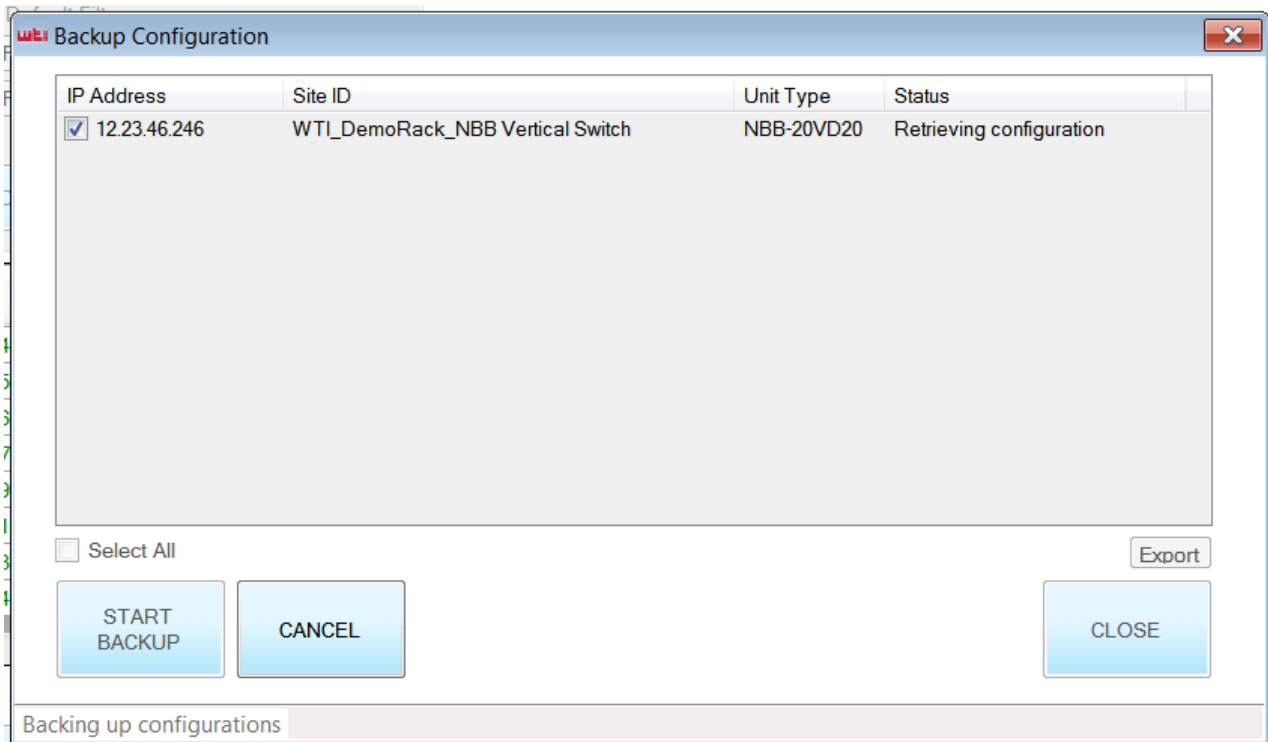 wti Backup Configuration
IP Address Site ID Unit Type Status
12.23.46.246 WTI_DemoRack_NBB Vertical Switch NBB-20VD20 Retrieving configuration
Select All
Export
START
BACKUP
CANCEL
CLOSE
Backing up configurations